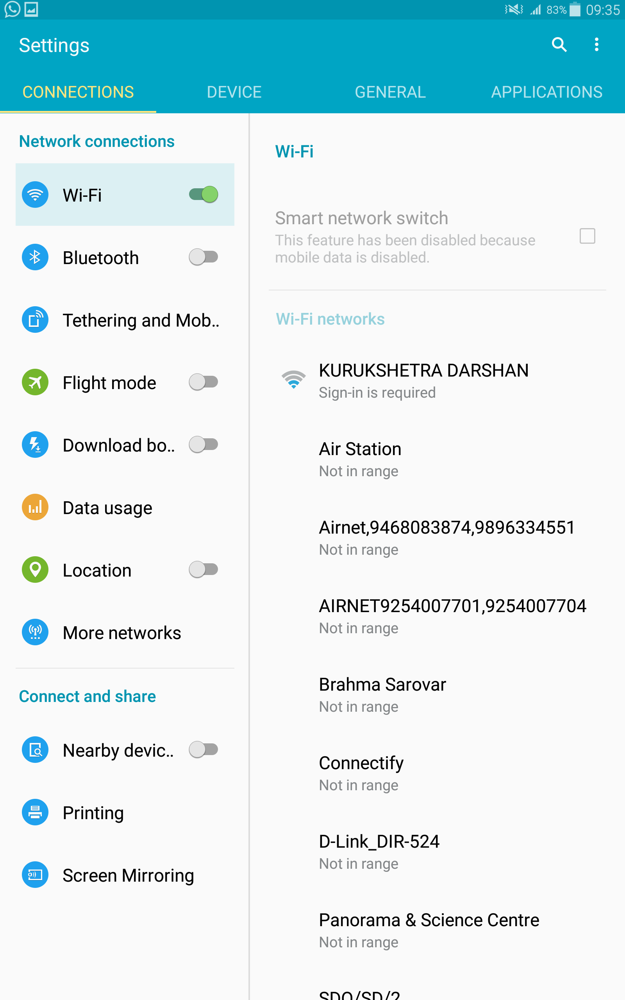 83% 09:35
Settings
CONNECTIONS DEVICE GENERAL APPLICATIONS
Network connections
Wi-Fi
Bluetooth
Tethering and Mob..
Flight mode
Download bo..
Data usage
Location
More networks
Connect and share
Nearby devic..
Printing
Screen Mirroring
Wi-Fi
Smart network switch
This feature has been disabled because
mobile data is disabled.
Wi-Fi networks
KURUKSHETRA DARSHAN
Sign-in is required
Air Station
Not in range
Airnet,9468083874,9896334551
Not in range
AIRNET9254007701,9254007704
Not in range
Brahma Sarovar
Not in range
Connectify
Not in range
D-Link_DIR-524
Not in range
Panorama & Science Centre
Not in range
SDO/SD/2